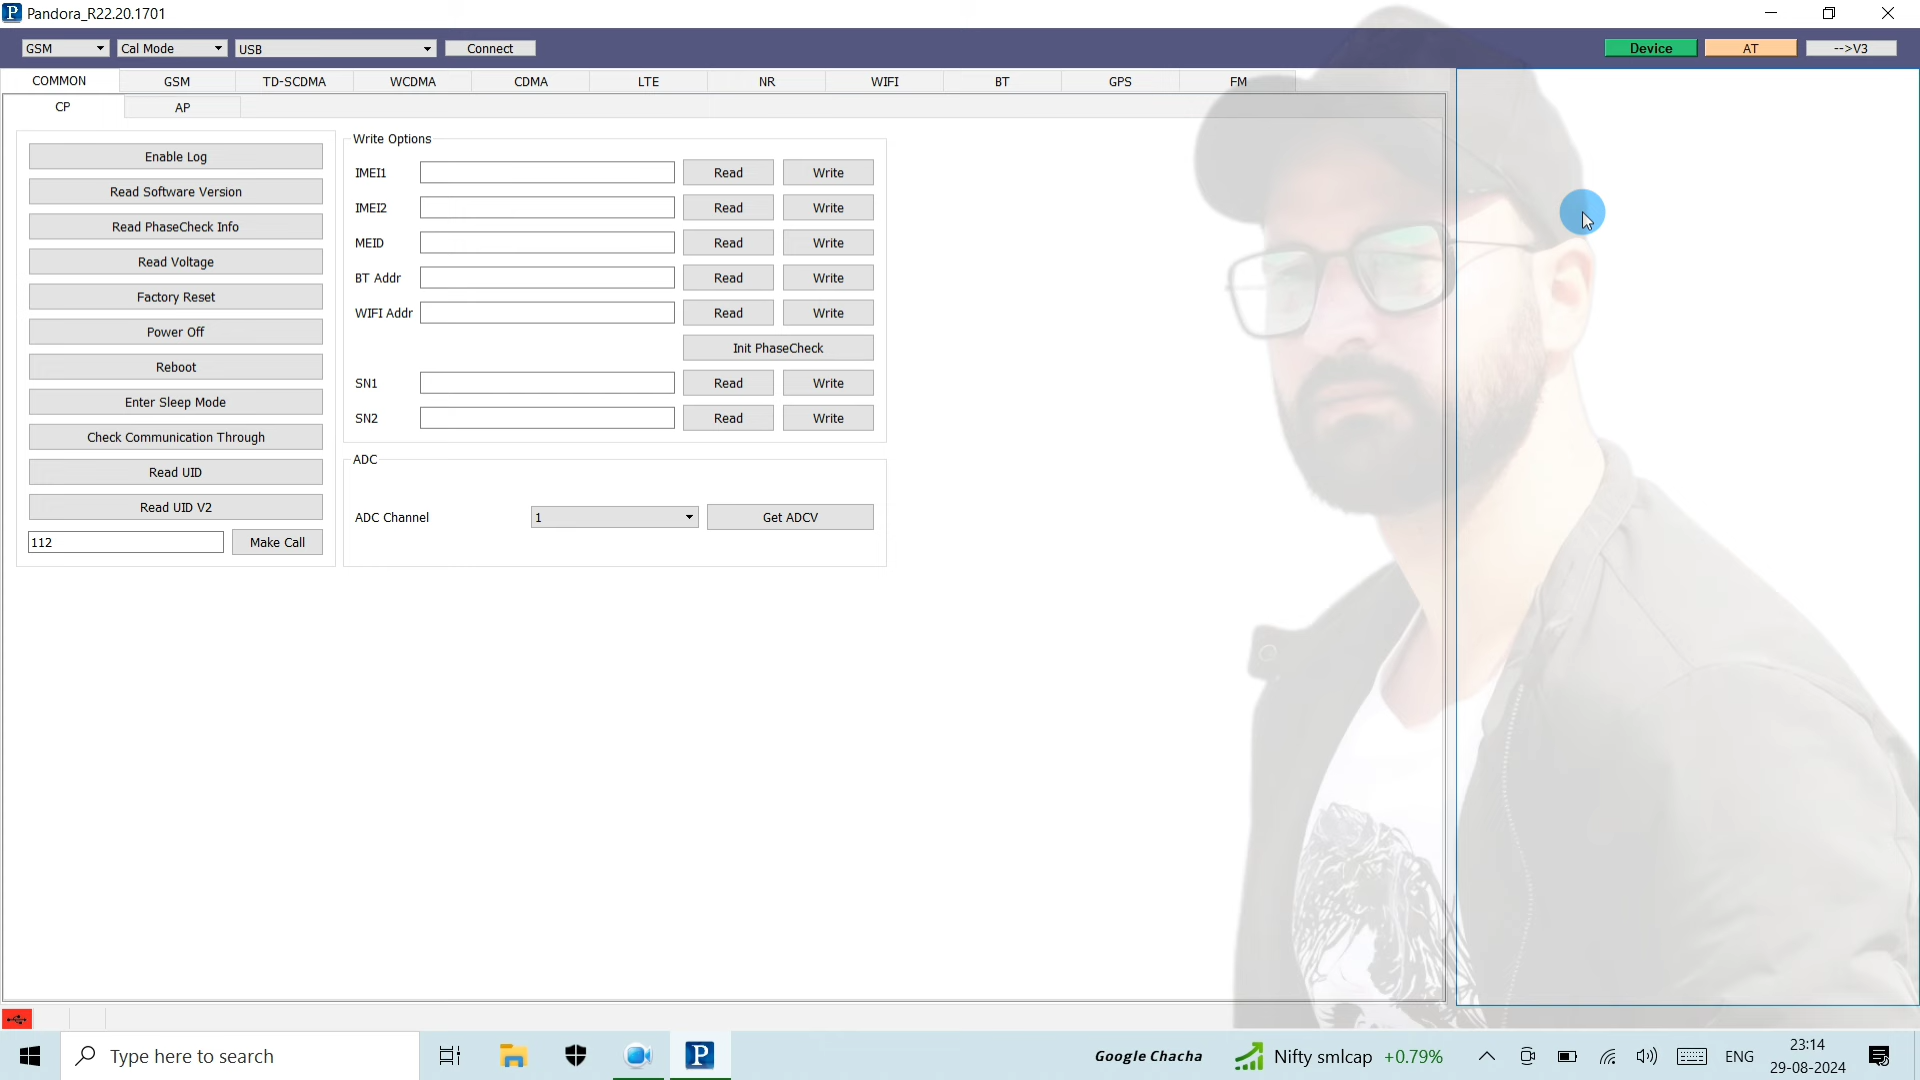 Pandora_R22.20.1701
GSM Cal Mode USB Connect Device AT -->V3
COMMON GSM TD-SCDMA WCDMA CDMA LTE NR WIFI BT GPS FM
CP AP
Enable Log
Read Software Version
Read PhaseCheck Info
Read Voltage
Factory Reset
Power Off
Reboot
Enter Sleep Mode
Check Communication Through
Read UID
Read UID V2
112 Make Call
Write Options
IMEI1 Read Write
IMEI2 Read Write
MEID Read Write
BT Addr Read Write
WIFI Addr Read Write
Init PhaseCheck
SN1 Read Write
SN2 Read Write
ADC
ADC Channel 1 Get ADCV
Type here to search
Google Chacha
Nifty smlcap +0.79%
ENG
23:14
29-08-2024